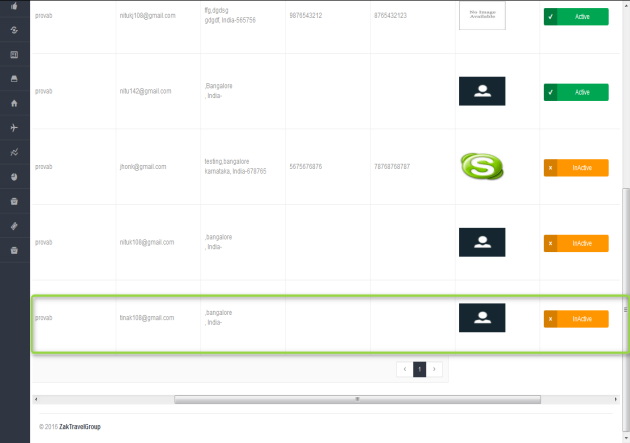 provab
nitusj108@gmail.com
ffg,dgdsg
gdgdf, India-565756
9876543212
8765432123
No Image
Available
Active
provab
nitu142@gmail.com
,Bangalore
, India-
Active
provab
jhonk@gmail.com
testing,bangalore
karnataka, India-678765
5675676876
78768768787
S
InActive
provab
nituk108@gmail.com
,bangalore
, India-
InActive
provab
tinak108@gmail.com
,bangalore
, India-
InActive
‹ 1 ›
© 2016 ZakTravelGroup